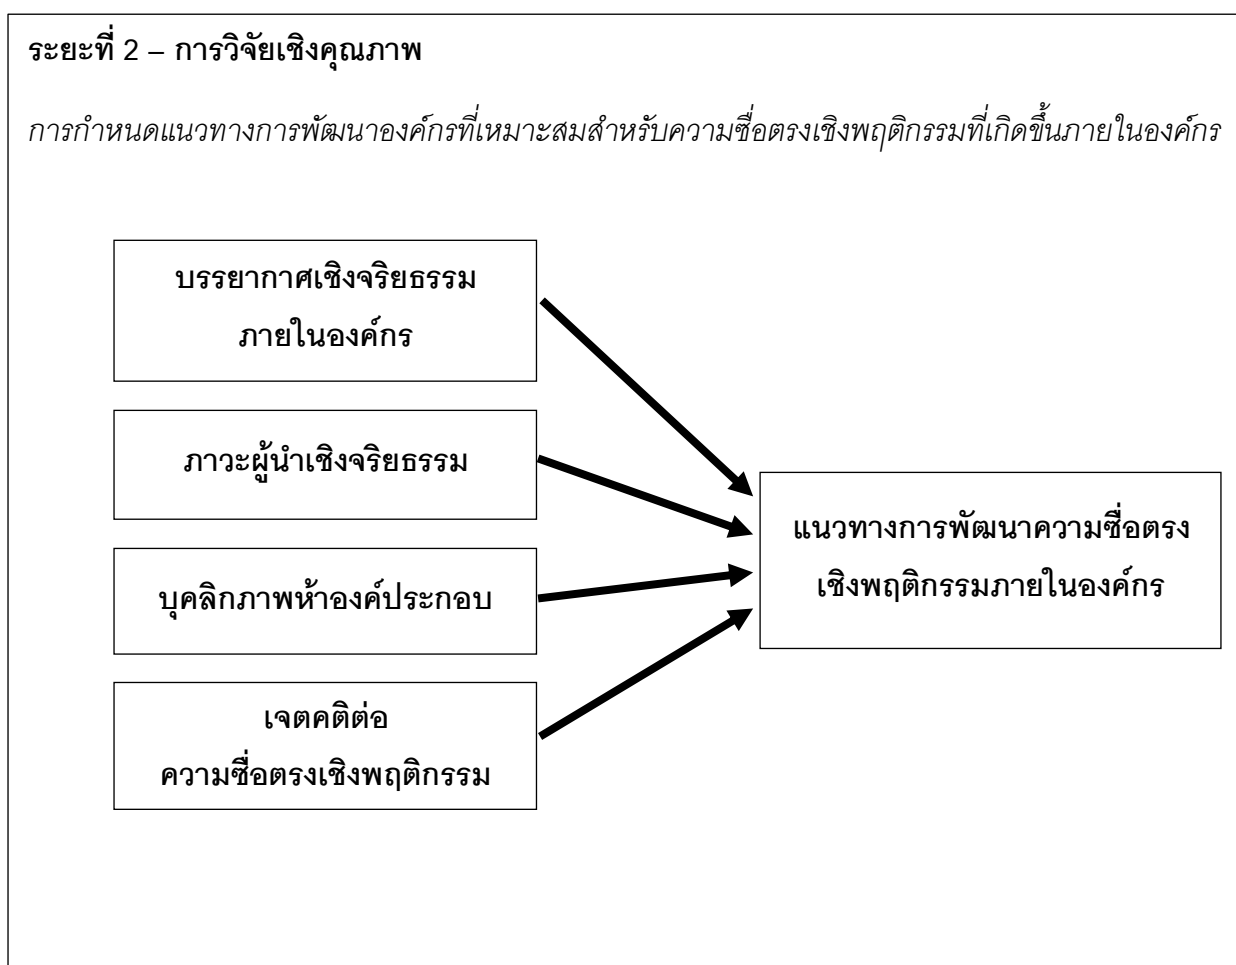 ระยะที่ 2 – การวิจัยเชิงคุณภาพ
การกำหนดแนวทางการพัฒนาองค์กรที่เหมาะสมสำหรับความซื่อตรงเชิงพฤติกรรมที่เกิดขึ้นภายในองค์กร
บรรยากาศเชิงจริยธรรม
ภายในองค์กร
ภาวะผู้นำเชิงจริยธรรม
บุคลิกภาพห้าองค์ประกอบ
เจตคติต่อ
ความซื่อตรงเชิงพฤติกรรม
แนวทางการพัฒนาความซื่อตรง
เชิงพฤติกรรมภายในองค์กร